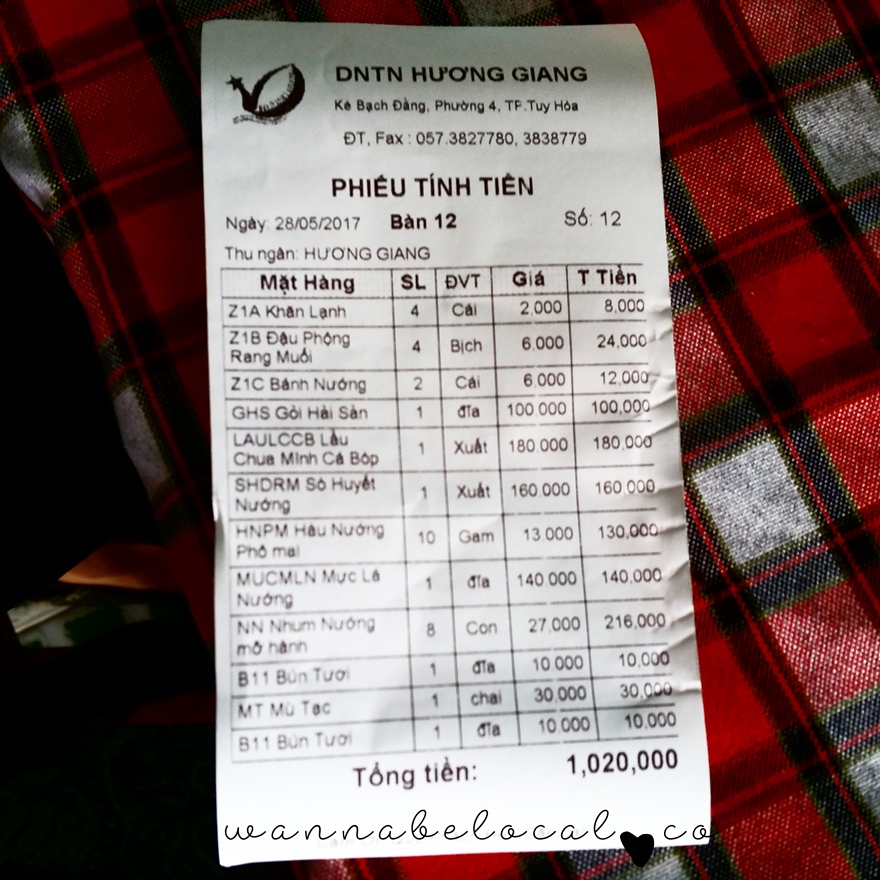 DNTN HƯƠNG GIANG
Kè Bạch Đằng, Phường 4, TP.Tuy Hòa
ĐT, Fax : 057.3827780, 3838779
PHIẾU TÍNH TIỀN
Ngày: 28/05/2017 Bàn 12 Số: 12
Thu ngân: HƯƠNG GIANG
Mặt Hàng SL ĐVT Giá T Tiền
Z1A Khăn Lạnh 4 Cái 2,000 8,000
Z1B Đậu Phộng
Rang Muối 4 Bịch 6,000 24,000
Z1C Bánh Nướng 2 Cái 6,000 12,000
GHS Gỏi Hải Sản 1 đĩa 100,000 100,000
LAULCCB Lẩu
Chua Mình Cá Bóp 1 Xuất 180,000 180,000
SHDRM Sò Huyết
Nướng 1 Xuất 160,000 160,000
HNPM Hàu Nướng
Phô mai 10 Gam 13,000 130,000
MUCMLN Mực Lá
Nướng 1 đĩa 140,000 140,000
NN Nhum Nướng
mỡ hành 8 Con 27,000 216,000
B11 Bún Tươi 1 đĩa 10,000 10,000
MT Mù Tạc 1 chai 30,000 30,000
B11 Bún Tươi 1 đĩa 10,000 10,000
Tổng tiền: 1,020,000
wannabelocal.co